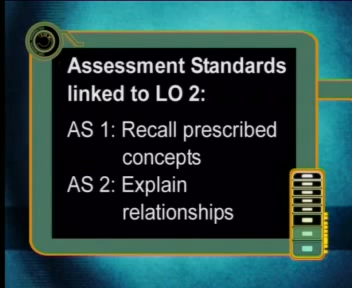 Assessment Standards
linked to LO 2:
AS 1: Recall prescribed
concepts
AS 2: Explain
relationships